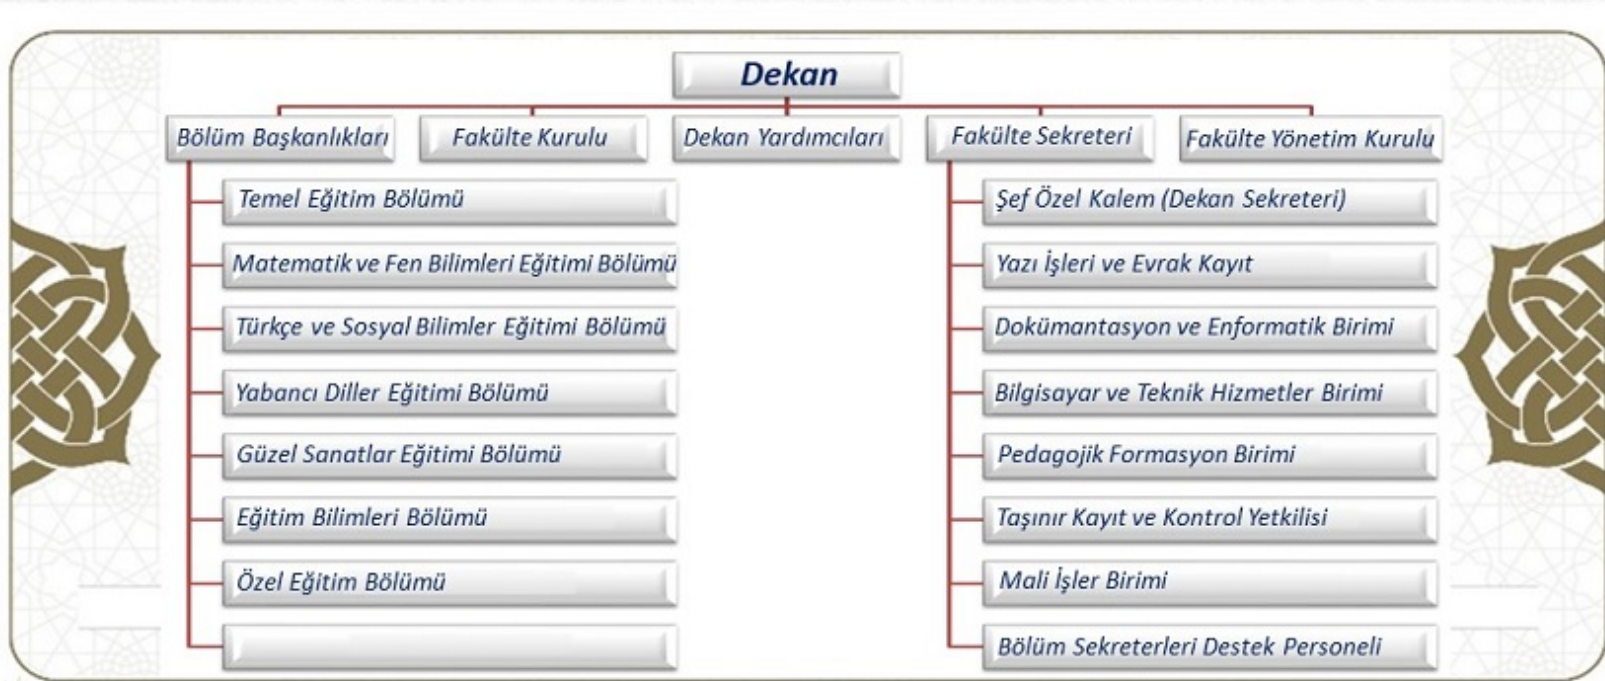 Dekan
Bölüm Başkanlıkları
Fakülte Kurulu
Dekan Yardımcıları
Fakülte Sekreteri
Fakülte Yönetim Kurulu
Temel Eğitim Bölümü
Matematik ve Fen Bilimleri Eğitimi Bölümü
Türkçe ve Sosyal Bilimler Eğitimi Bölümü
Yabancı Diller Eğitimi Bölümü
Güzel Sanatlar Eğitimi Bölümü
Eğitim Bilimleri Bölümü
Özel Eğitim Bölümü
Şef Özel Kalem (Dekan Sekreteri)
Yazı İşleri ve Evrak Kayıt
Dokümantasyon ve Enformatik Birimi
Bilgisayar ve Teknik Hizmetler Birimi
Pedagojik Formasyon Birimi
Taşınır Kayıt ve Kontrol Yetkilisi
Mali İşler Birimi
Bölüm Sekreterleri Destek Personeli